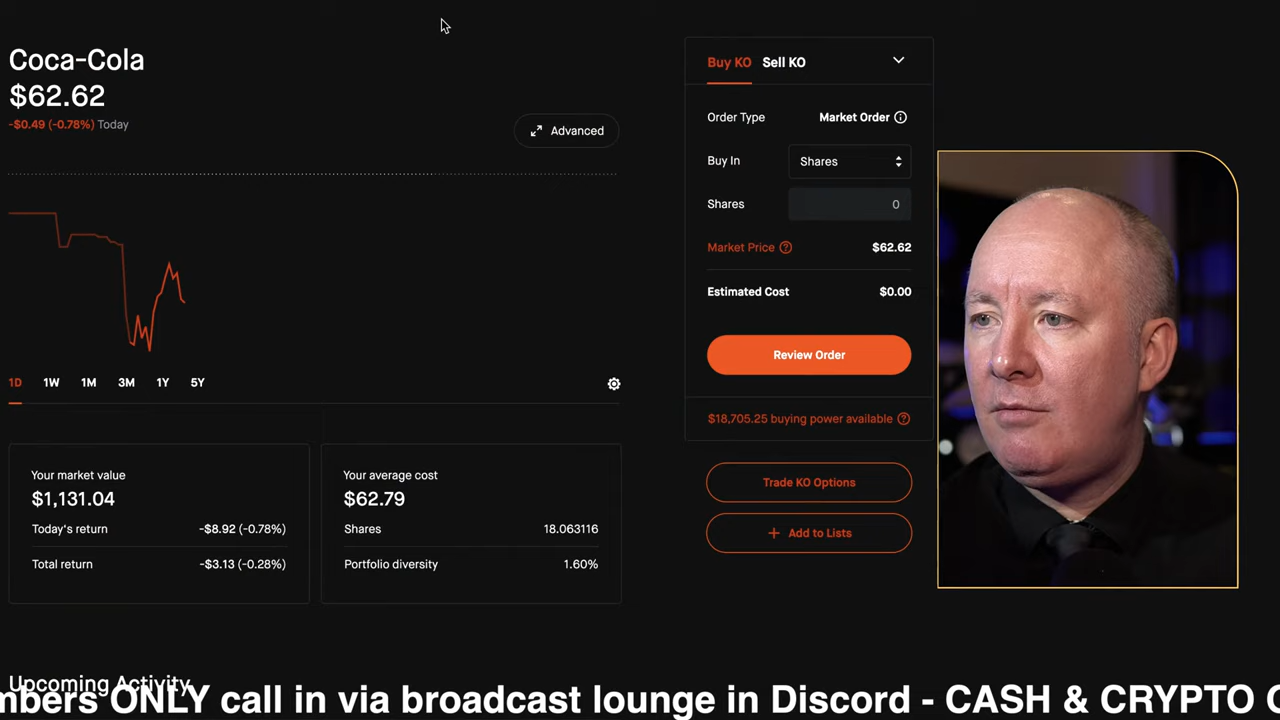 Coca-Cola
$62.62
-$0.49 (-0.78%) Today
Advanced
1D 1W 1M 3M 1Y 5Y
Your market value
$1,131.04
Today's return -$8.92 (-0.78%)
Total return -$3.13 (-0.28%)
Your average cost
$62.79
Shares 18.063116
Portfolio diversity 1.60%
Buy KO Sell KO
Order Type Market Order
Buy In Shares
Shares 0
Market Price $62.62
Estimated Cost $0.00
Review Order
$18,705.25 buying power available
Trade KO Options
+ Add to Lists
Upcoming Activity
mbers ONLY call in via broadcast lounge in Discord - CASH & CRYPTO